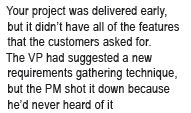 Your project was delivered early,
but it didn't have all of the features
that the customers asked for.
The VP had suggested a new
requirements gathering technique,
but the PM shot it down because
he'd never heard of it